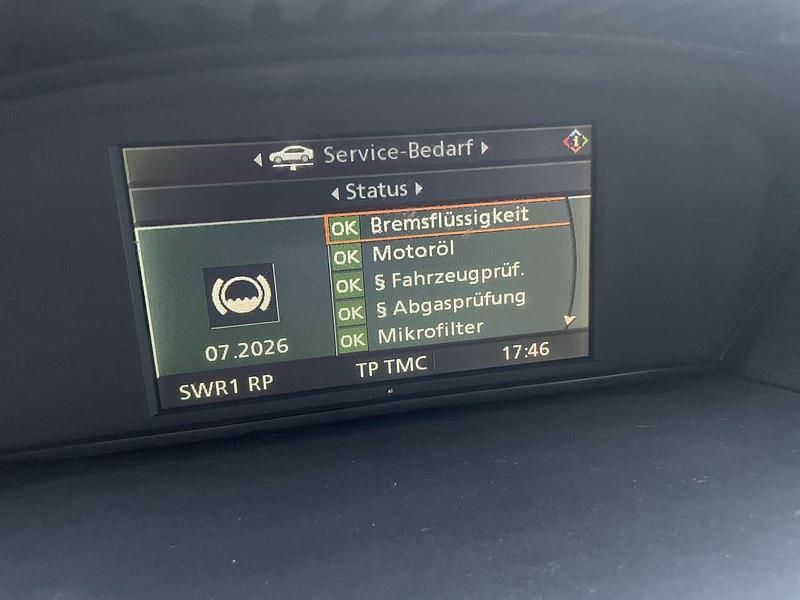 Service-Bedarf
Status
OK Bremsflüssigkeit
OK Motoröl
OK § Fahrzeugprüf.
OK § Abgasprüfung
OK Mikrofilter
07.2026
SWR1 RP TP TMC 17:46